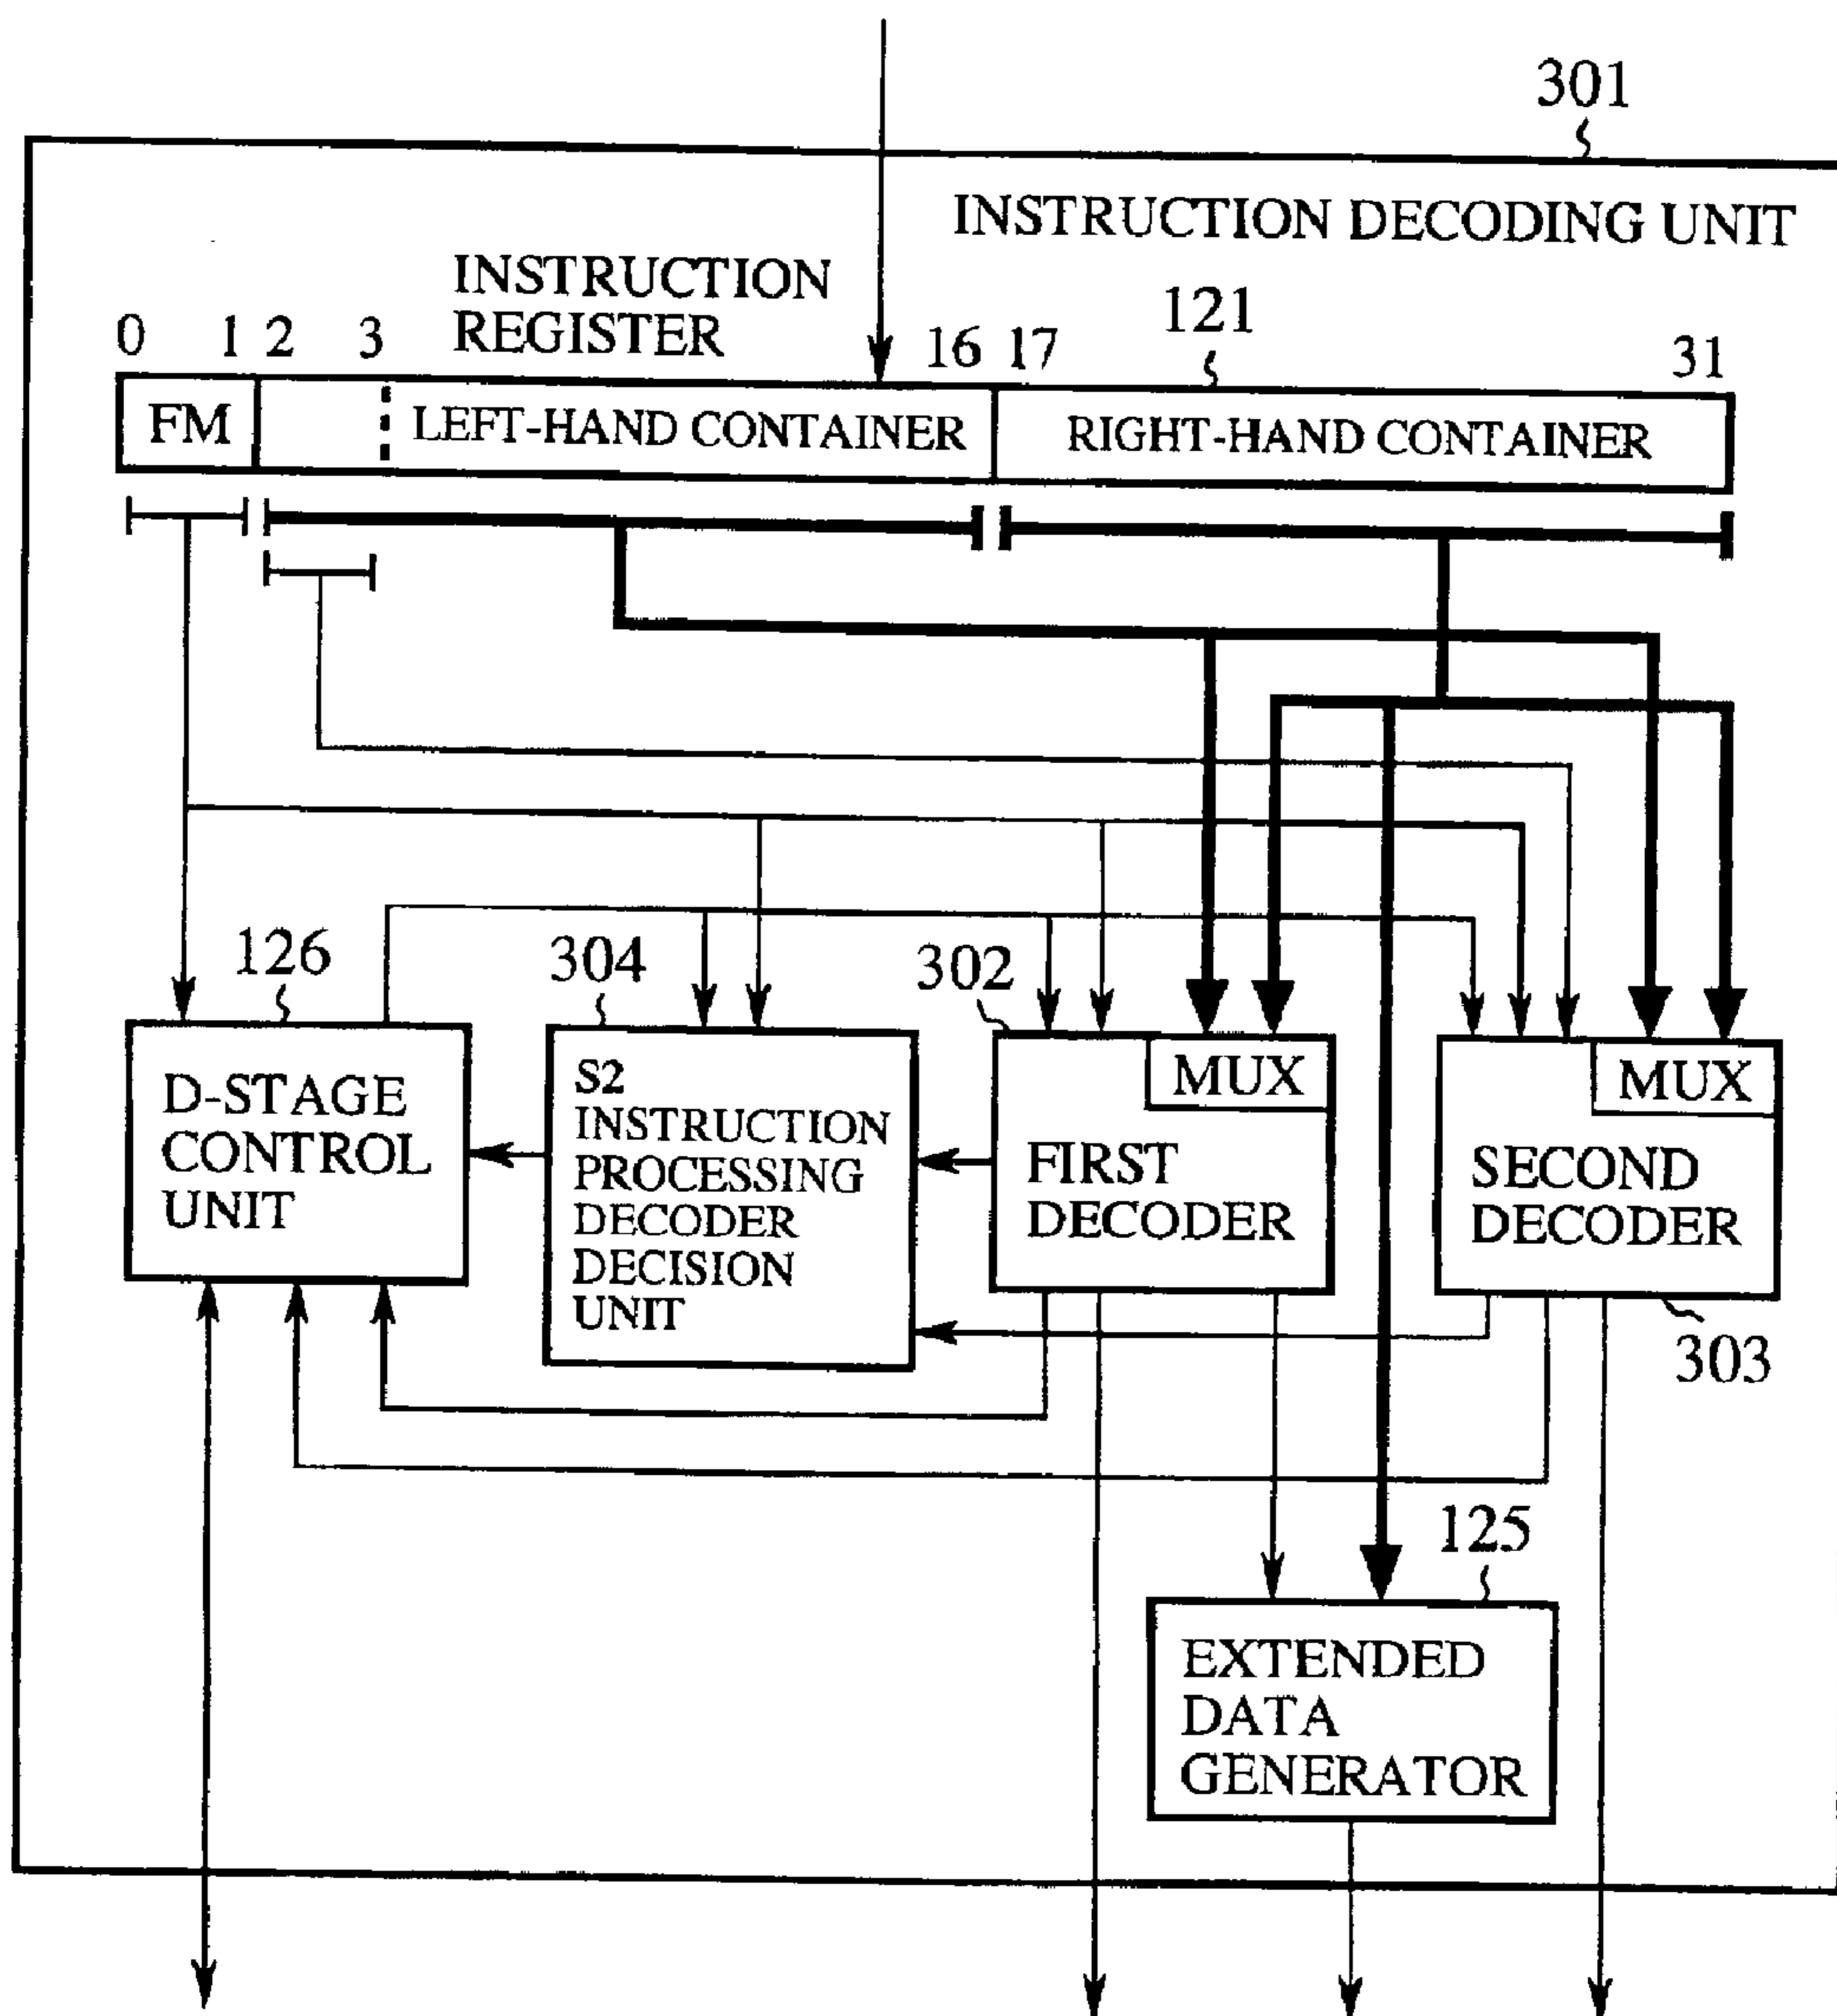 301
INSTRUCTION DECODING UNIT
INSTRUCTION
REGISTER
121
0 1 2 3 16 17 31
FM LEFT-HAND CONTAINER RIGHT-HAND CONTAINER
126 304 302
D-STAGE
CONTROL
UNIT
S2
INSTRUCTION
PROCESSING
DECODER
DECISION
UNIT
MUX
FIRST
DECODER
MUX
SECOND
DECODER
303
125
EXTENDED
DATA
GENERATOR